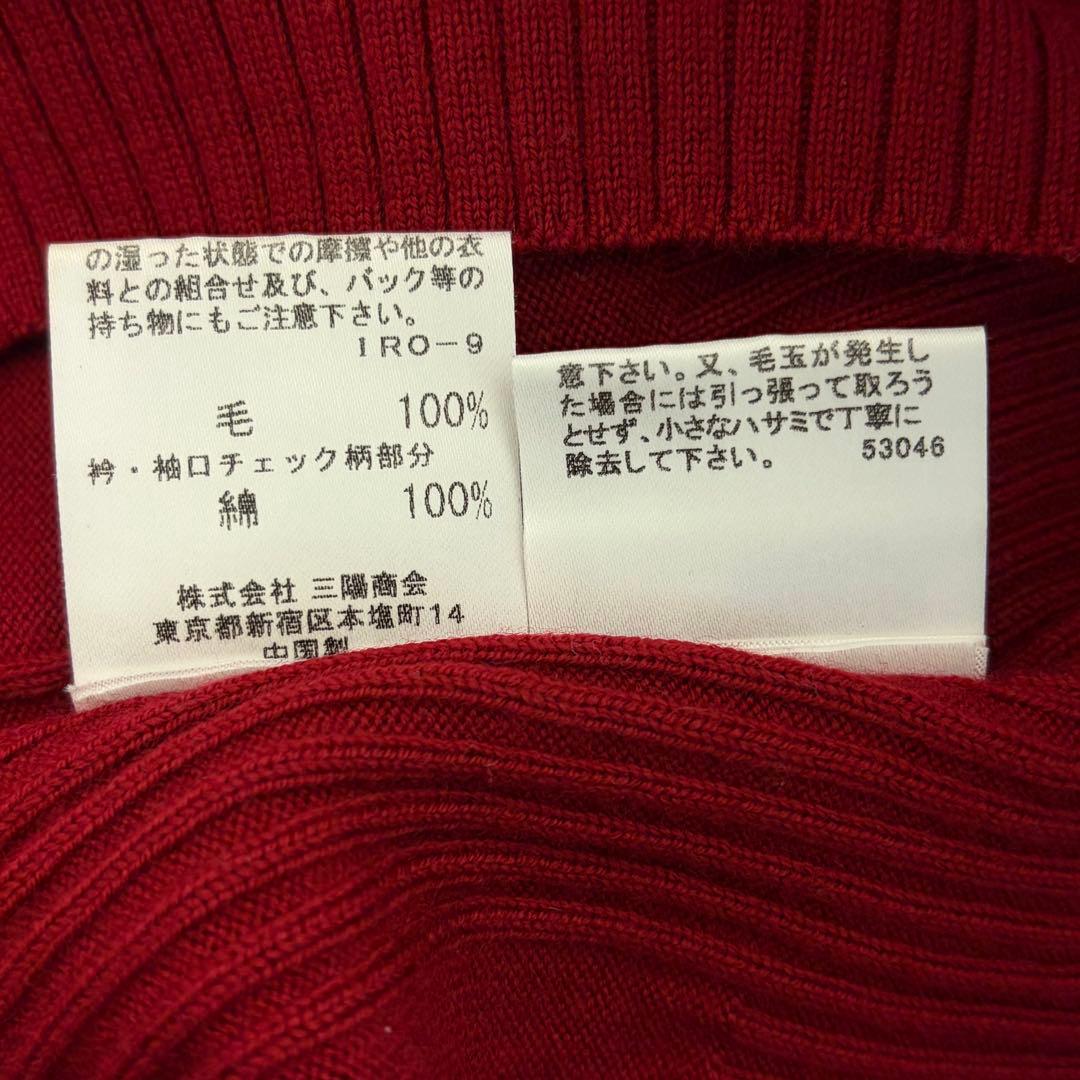 の湿った状態での摩擦や他の衣
料との組合せ及び、バック等の
持ち物にもご注意下さい。
IRO-9
毛 100%
衿・袖口チェック柄部分
綿 100%
株式会社 三陽商会
東京都新宿区本塩町14
中国製
意下さい。又、毛玉が発生し
た場合には引っ張って取ろう
とせず、小さなハサミで丁寧に
除去して下さい。 53046